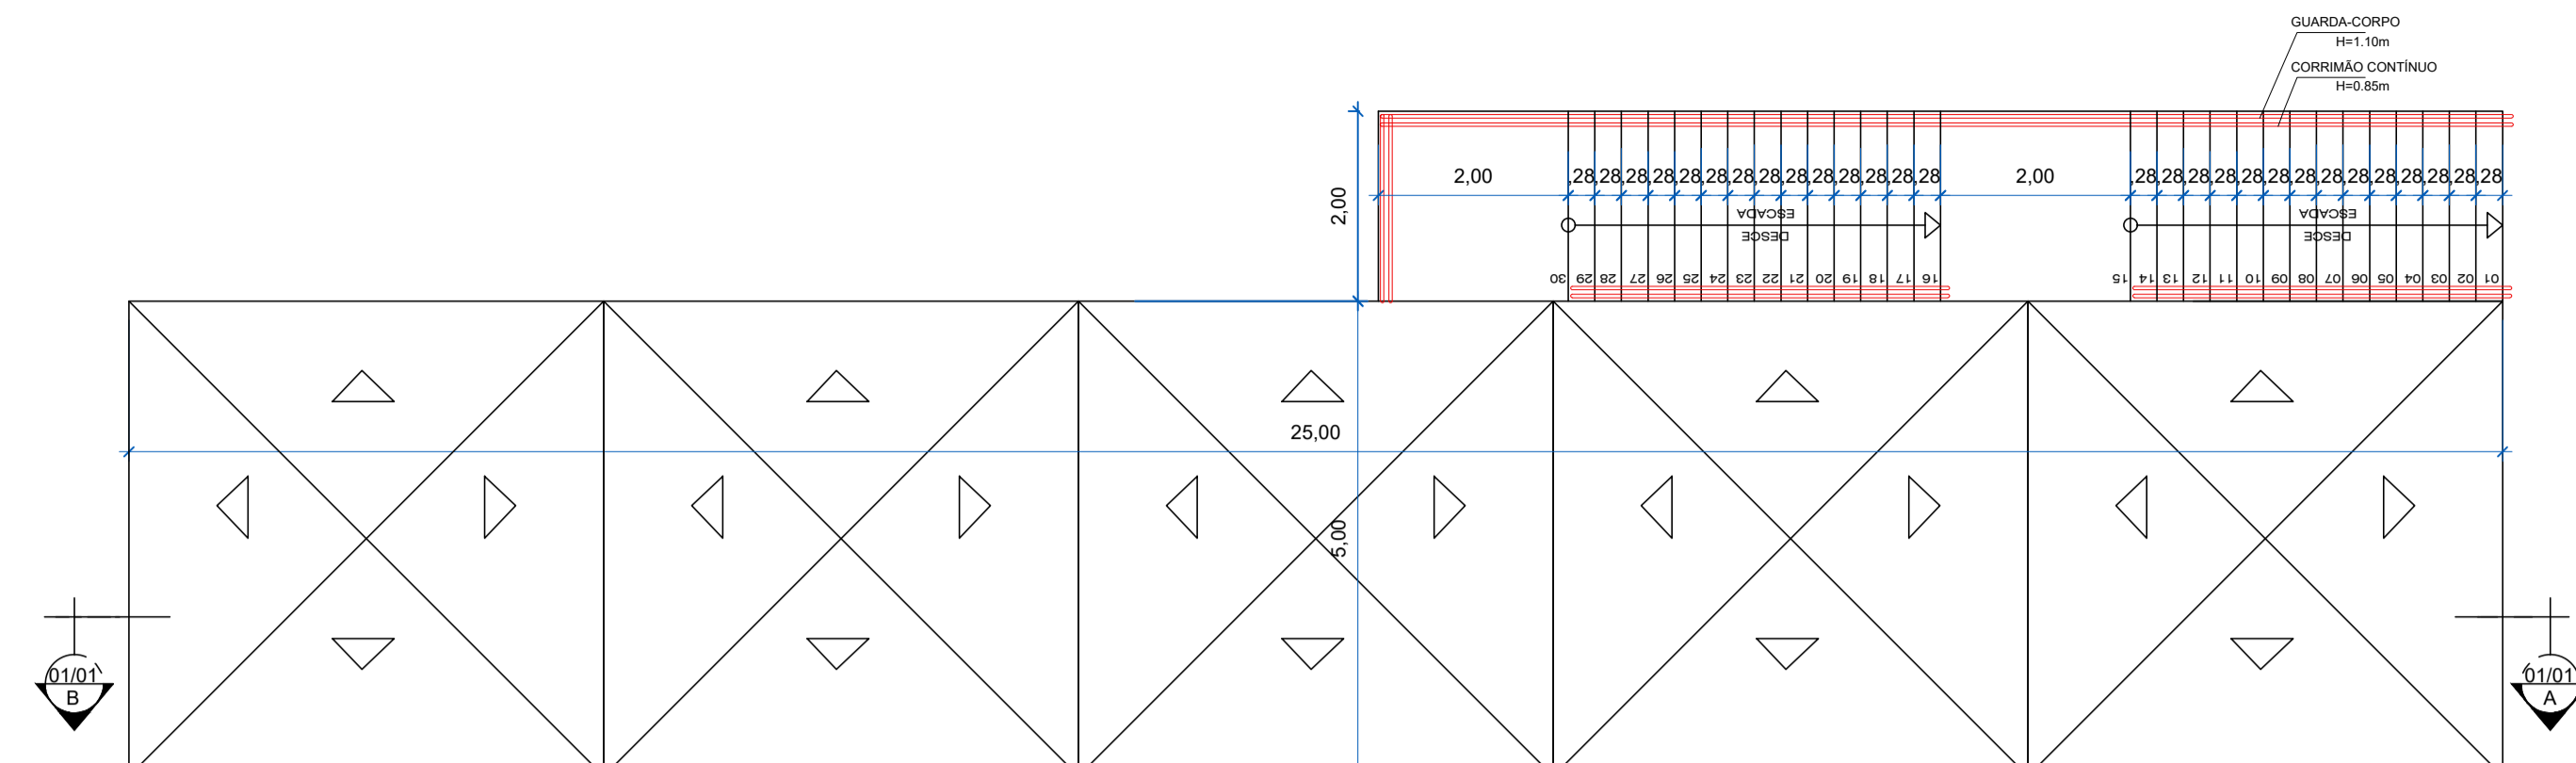 GUARDA-CORPO
H=1.10m
CORRIMÃO CONTÍNUO
H=0.85m
2,00
2,00
,28 ,28 ,28 ,28 ,28 ,28 ,28 ,28 ,28 ,28 ,28 ,28 ,28 ,28
2,00
,28 ,28 ,28 ,28 ,28 ,28 ,28 ,28 ,28 ,28 ,28 ,28 ,28 ,28
ESCADA
DESCE
ESCADA
DESCE
30 29 28 27 26 25 24 23 22 21 20 19 18 17 16
15 14 13 12 11 10 09 08 07 06 05 04 03 02 01
25,00
5,00
01/01
B
01/01
A